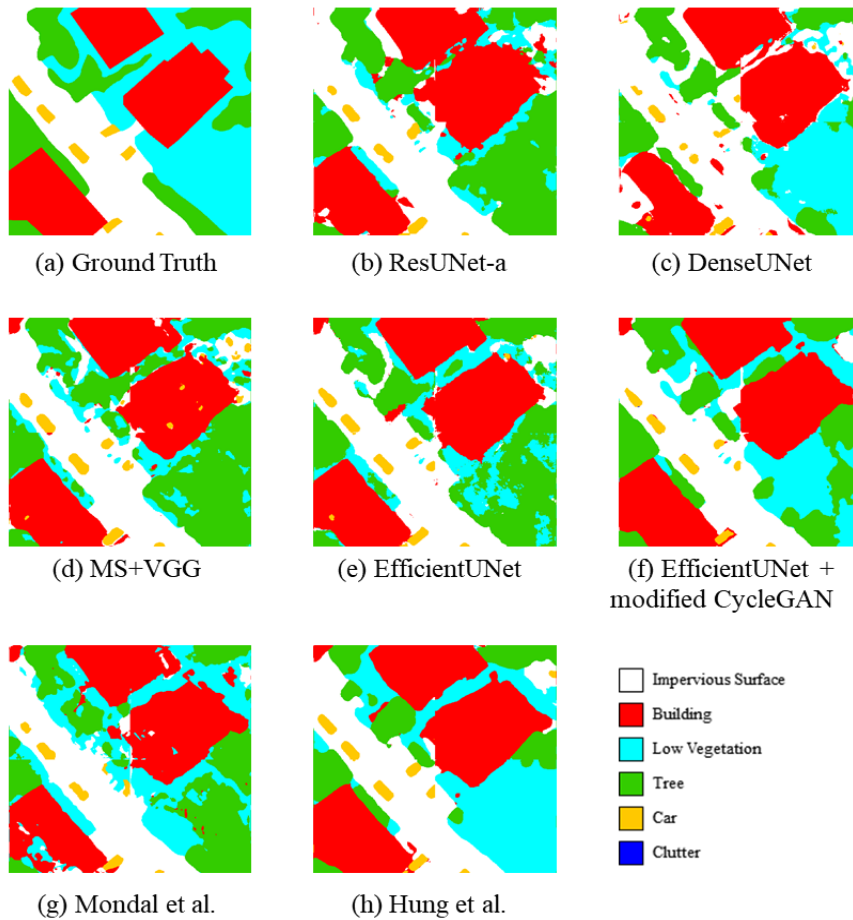 (a) Ground Truth
(b) ResUNet-a
(c) DenseUNet
(d) MS+VGG
(e) EfficientUNet
(f) EfficientUNet +
modified CycleGAN
(g) Mondal et al.
(h) Hung et al.
Impervious Surface
Building
Low Vegetation
Tree
Car
Clutter